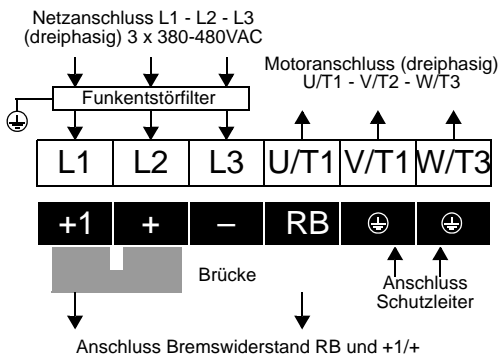 Netzanschluss L1 - L2 - L3
(dreiphasig) 3 x 380-480VAC
Motoranschluss (dreiphasig)
U/T1 - V/T2 - W/T3
Funkentstörfilter
L1 L2 L3 U/T1 V/T1 W/T3
+1 + – RB
Brücke
Anschluss
Schutzleiter
Anschluss Bremswiderstand RB und +1/+